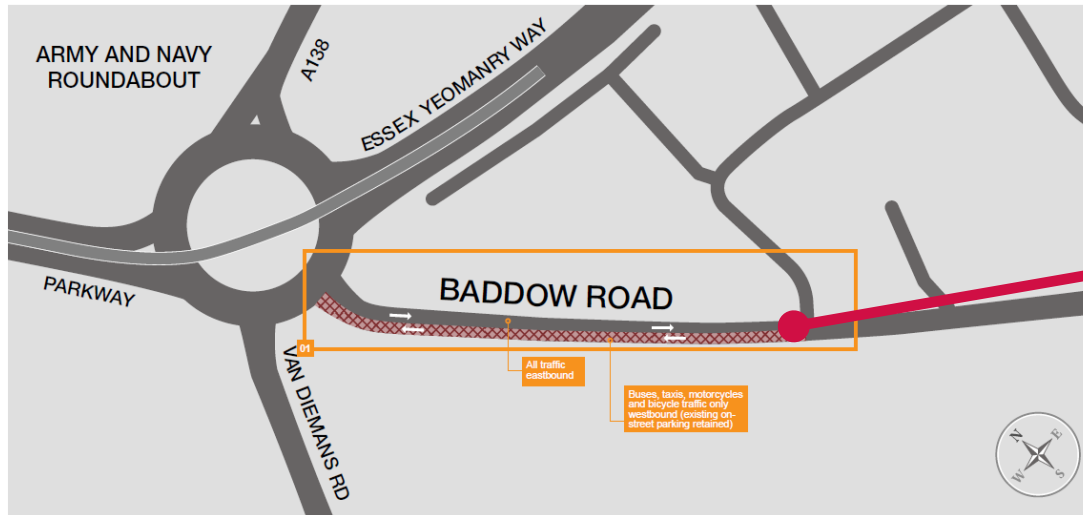 ARMY AND NAVY
ROUNDABOUT
A138
ESSEX YEOMANRY WAY
PARKWAY
BADDOW ROAD
01
VAN DIEMANS RD
All traffic
eastbound
Buses, taxis, motorcycles
and bicycle traffic only
westbound (existing on-
street parking retained)
N
E
W
S